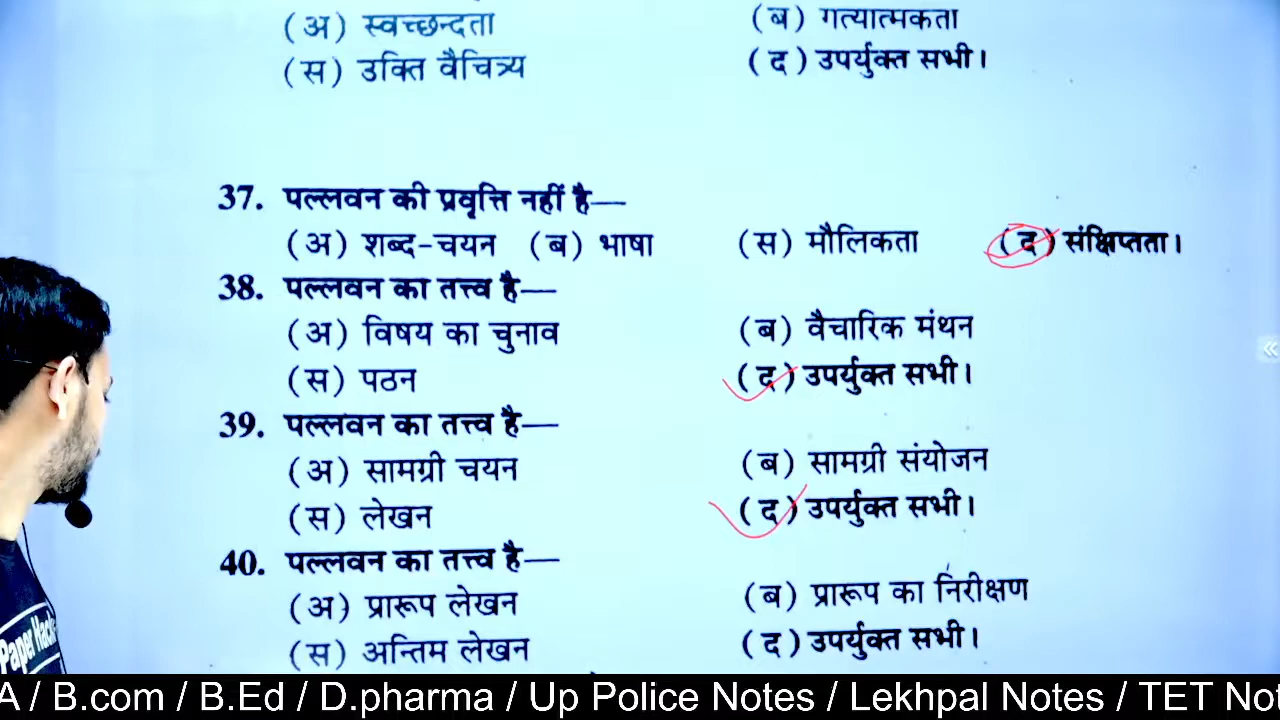 (अ) स्वच्छन्दता (ब) गत्यात्मकता
(स) उक्ति वैचित्र्य (द) उपर्युक्त सभी।
37. पल्लवन की प्रवृत्ति नहीं है—
(अ) शब्द-चयन (ब) भाषा (स) मौलिकता (द) संक्षिप्तता।
38. पल्लवन का तत्त्व है—
(अ) विषय का चुनाव (ब) वैचारिक मंथन
(स) पठन (द) उपर्युक्त सभी।
39. पल्लवन का तत्त्व है—
(अ) सामग्री चयन (ब) सामग्री संयोजन
(स) लेखन (द) उपर्युक्त सभी।
40. पल्लवन का तत्त्व है—
(अ) प्रारूप लेखन (ब) प्रारूप का निरीक्षण
(स) अन्तिम लेखन (द) उपर्युक्त सभी।
Paper Hack
A / B.com / B.Ed / D.pharma / Up Police Notes / Lekhpal Notes / TET Not